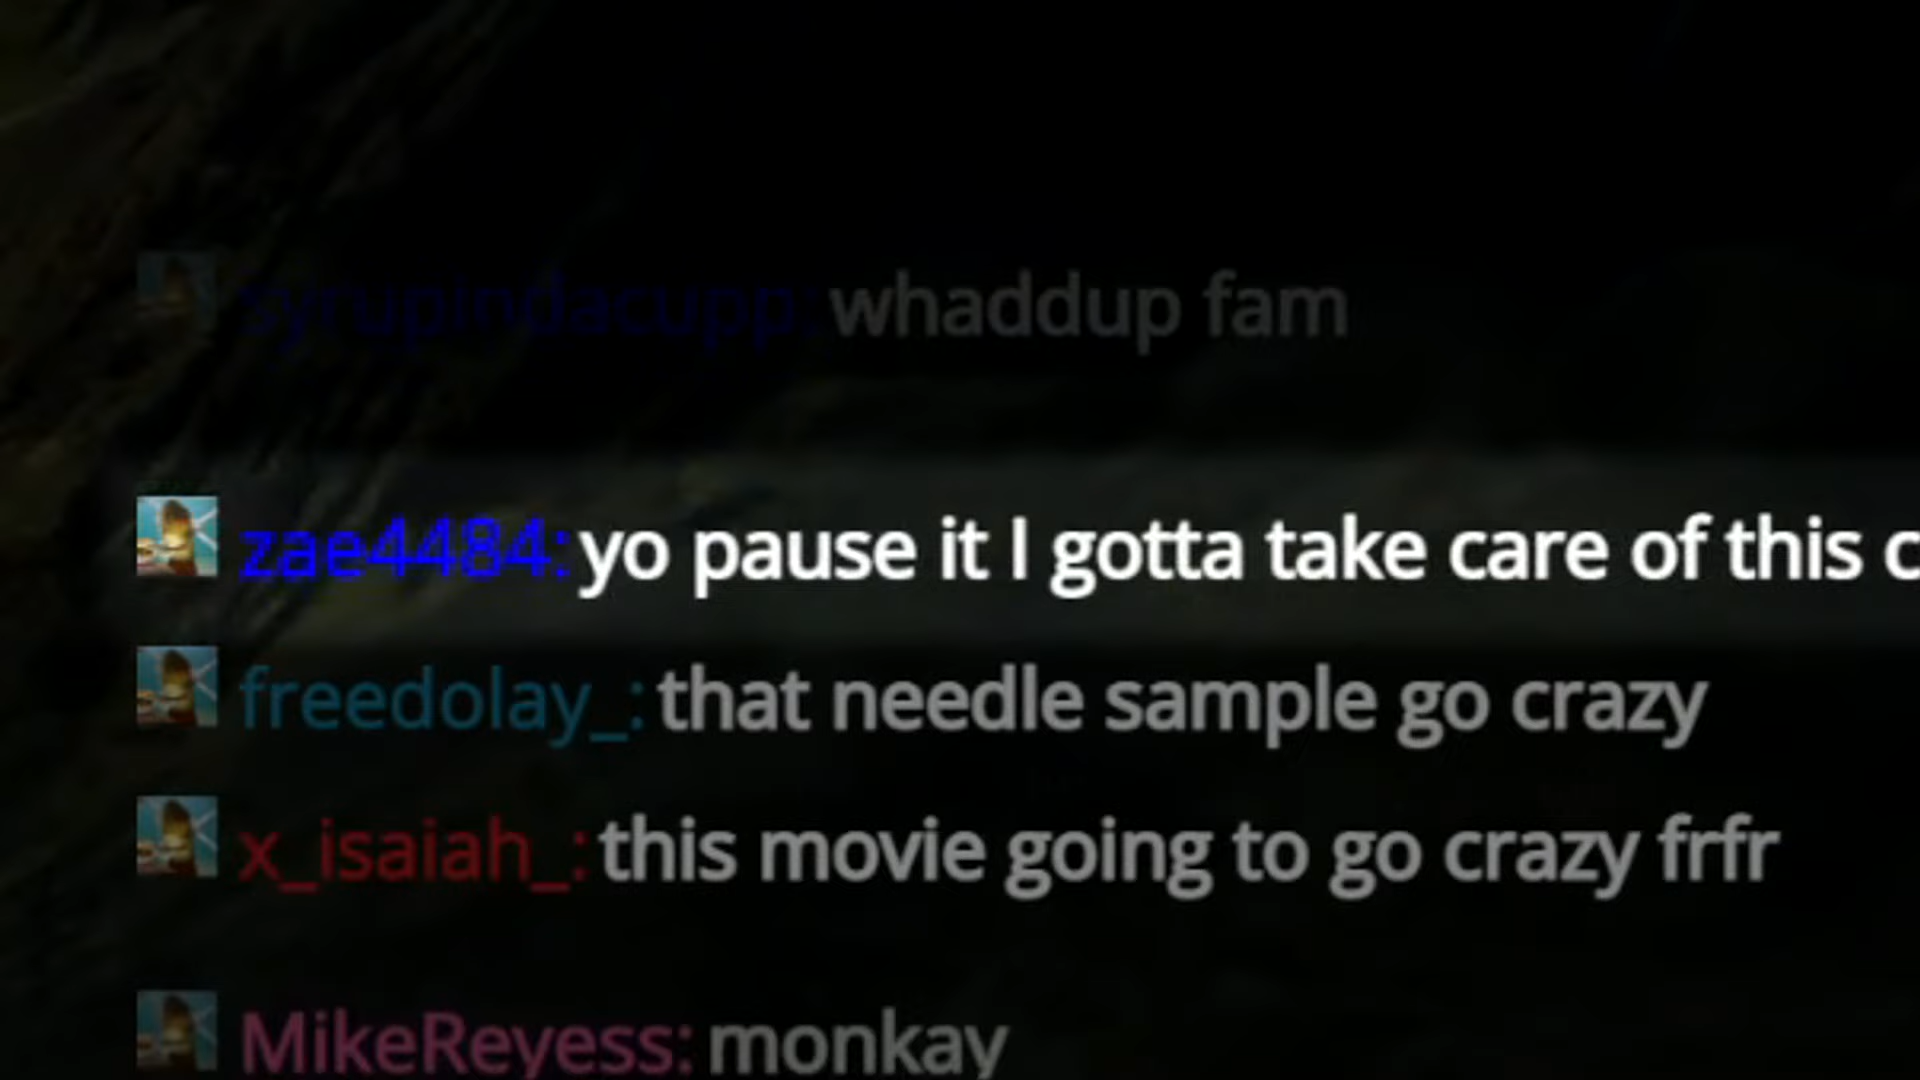 syrupindacupp: whaddup fam
zae4484: yo pause it I gotta take care of this c
freedolay_: that needle sample go crazy
x_isaiah_: this movie going to go crazy frfr
MikeReyess: monkay